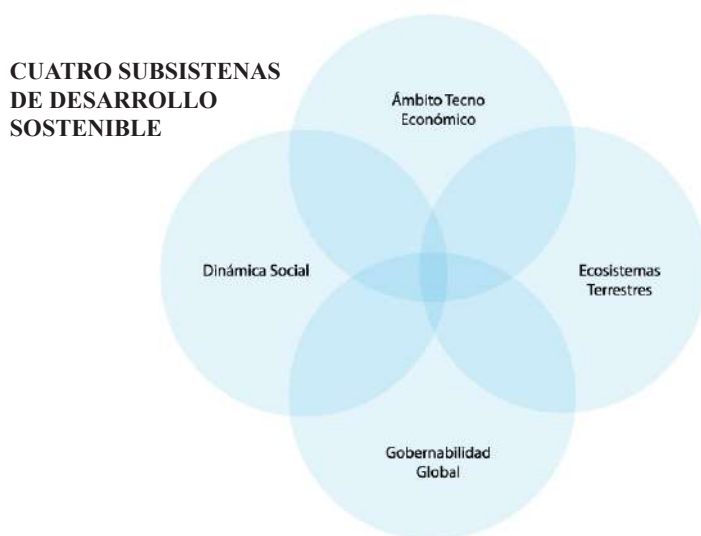 CUATRO SUBSISTENAS
DE DESARROLLO
SOSTENIBLE
Ámbito Tecno
Económico
Dinámica Social
Ecosistemas
Terrestres
Gobernabilidad
Global